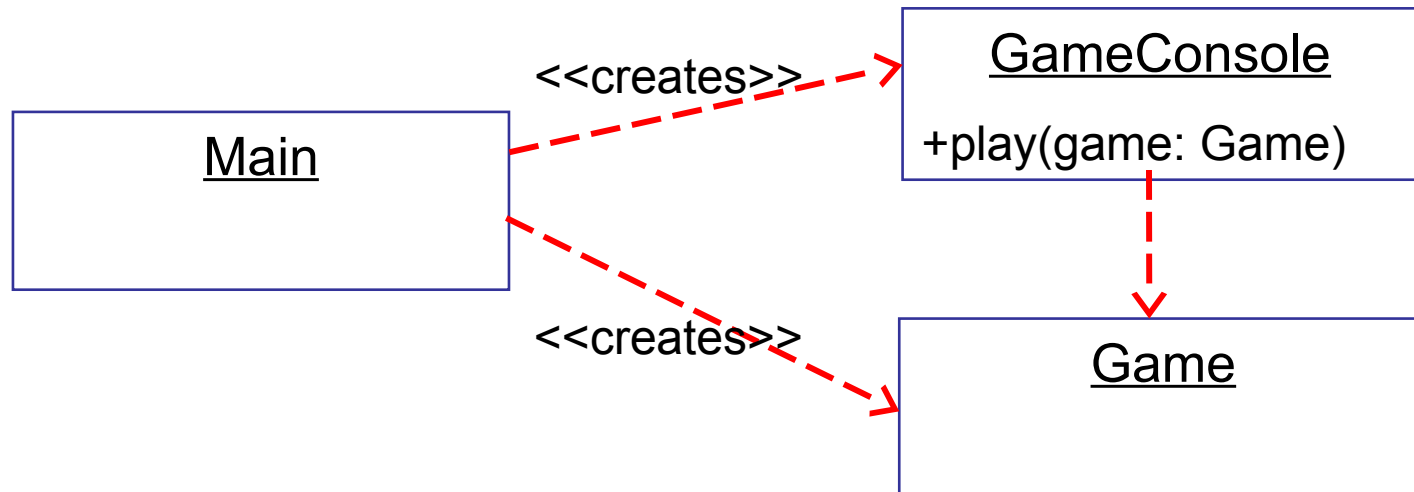 GameConsole
<<creates>>
+play(game: Game)
Main
<<creates>>
Game